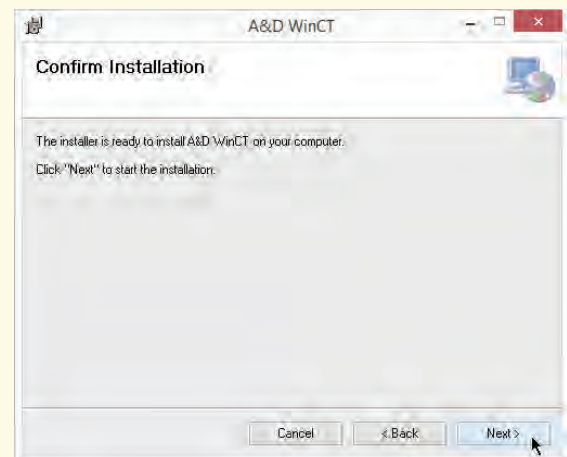 A&D WinCT
Confirm Installation
The installer is ready to install A&D WinCT on your computer.
Click "Next" to start the installation.
Cancel
< Back
Next >